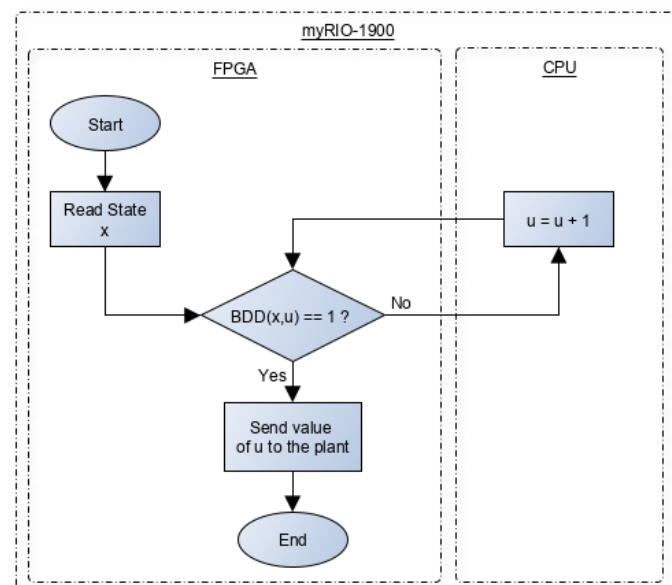 myRIO-1900
FPGA
CPU
Start
Read State
x
u = u + 1
BDD(x,u) == 1 ?
No
Yes
Send value
of u to the plant
End